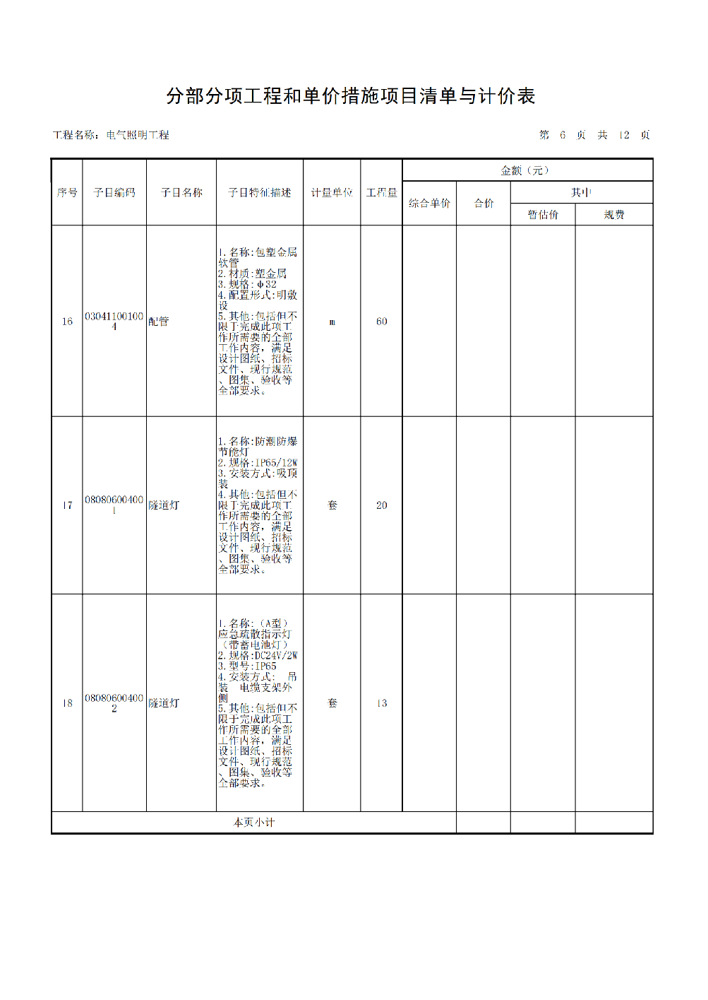 分部分项工程和单价措施项目清单与计价表
工程名称：电气照明工程
第 6 页 共 12 页
序号
子目编码
子目名称
子目特征描述
计量单位
工程量
金额（元）
综合单价
合价
其中
暂估价
规费
16
03041100100
4
配管
1.名称:包塑金属
软管
2.材质:塑金属
3.规格:φ32
4.配置形式:明敷
设
5.其他:包括但不
限于完成此项工
作所需要的全部
工作内容，满足
设计图纸、招标
文件、现行规范
、图集、验收等
全部要求。
m
60
17
08080600400
1
隧道灯
1.名称:防潮防爆
节能灯
2.规格:IP65/12W
3.安装方式:吸顶
装
4.其他:包括但不
限于完成此项工
作所需要的全部
工作内容，满足
设计图纸、招标
文件、现行规范
、图集、验收等
全部要求。
套
20
18
08080600400
2
隧道灯
1.名称:（A型）
应急疏散指示灯
（带蓄电池灯）
2.规格:DC24V/2W
3.型号:IP65
4.安装方式: 吊
装 电缆支架外
侧
5.其他:包括但不
限于完成此项工
作所需要的全部
工作内容，满足
设计图纸、招标
文件、现行规范
、图集、验收等
全部要求。
套
13
本页小计